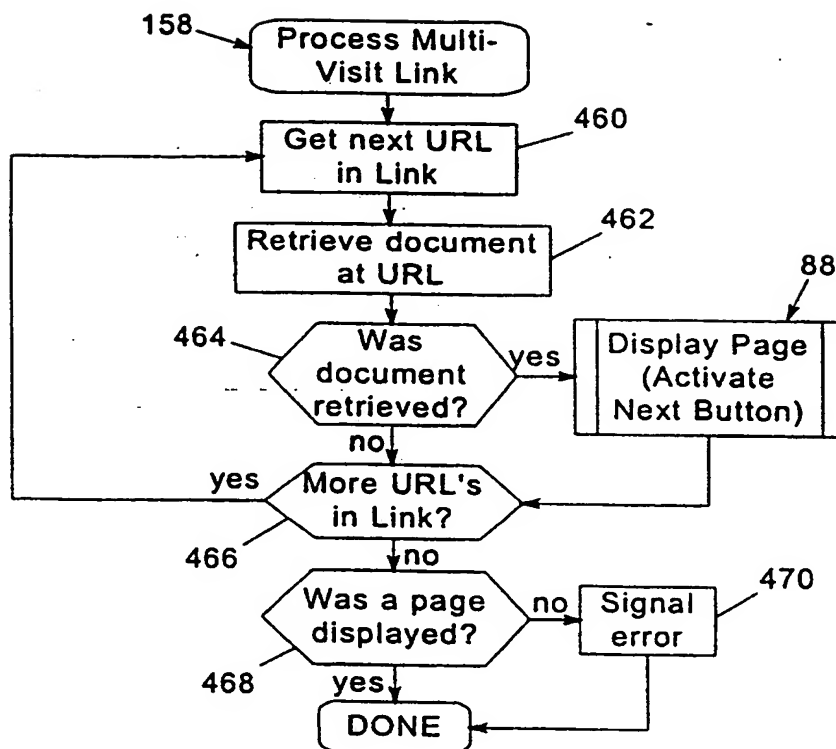 158
Process Multi-
Visit Link
460
Get next URL
in Link
462
Retrieve document
at URL
88
464
Was
document
retrieved?
yes
Display Page
(Activate
Next Button)
no
yes
More URL's
in Link?
466
no
470
Was a page
displayed?
no
Signal
error
468
yes
DONE